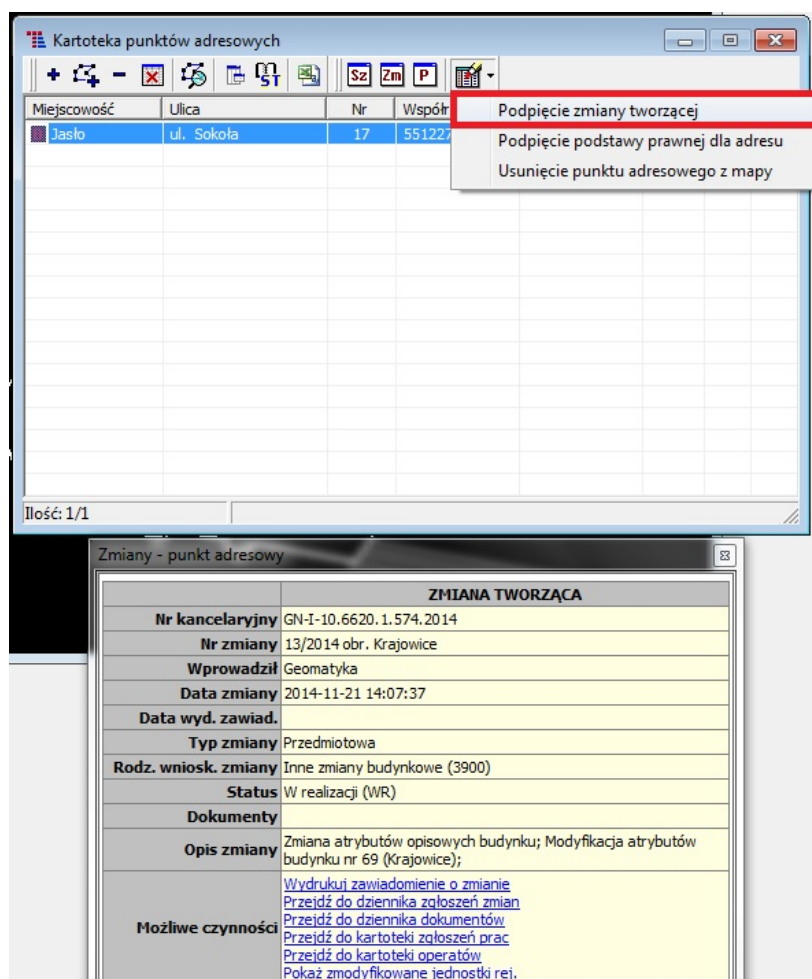 Kartoteka punktów adresowych
ST Sz Zm P
Miejscowość Ulica Nr Współr
Jasło ul. Sokoła 17 551227
Podpięcie zmiany tworzącej
Podpięcie podstawy prawnej dla adresu
Usunięcie punktu adresowego z mapy
Ilość: 1/1
Zmiany - punkt adresowy
ZMIANA TWORZĄCA
Nr kancelaryjny GN-I-10.6620.1.574.2014
Nr zmiany 13/2014 obr. Krajowice
Wprowadził Geomatyka
Data zmiany 2014-11-21 14:07:37
Data wyd. zawiad.
Typ zmiany Przedmiotowa
Rodz. wniosk. zmiany Inne zmiany budynkowe (3900)
Status W realizacji (WR)
Dokumenty
Opis zmiany Zmiana atrybutów opisowych budynku; Modyfikacja atrybutów
budynku nr 69 (Krajowice);
Możliwe czynności
Wydrukuj zawiadomienie o zmianie
Przejdź do dziennika zgłoszeń zmian
Przejdź do dziennika dokumentów
Przejdź do kartoteki zgłoszeń prac
Przejdź do kartoteki operatów
Pokaż zmodyfikowane jednostki rej.